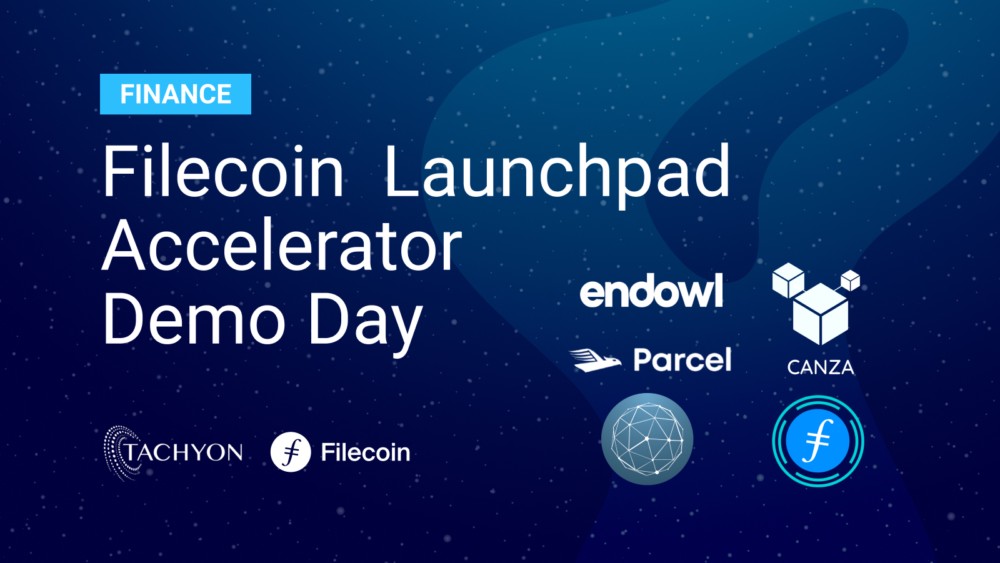 FINANCE
Filecoin Launchpad
Accelerator
Demo Day
endowl
Parcel
CANZA
TACHYON
Filecoin